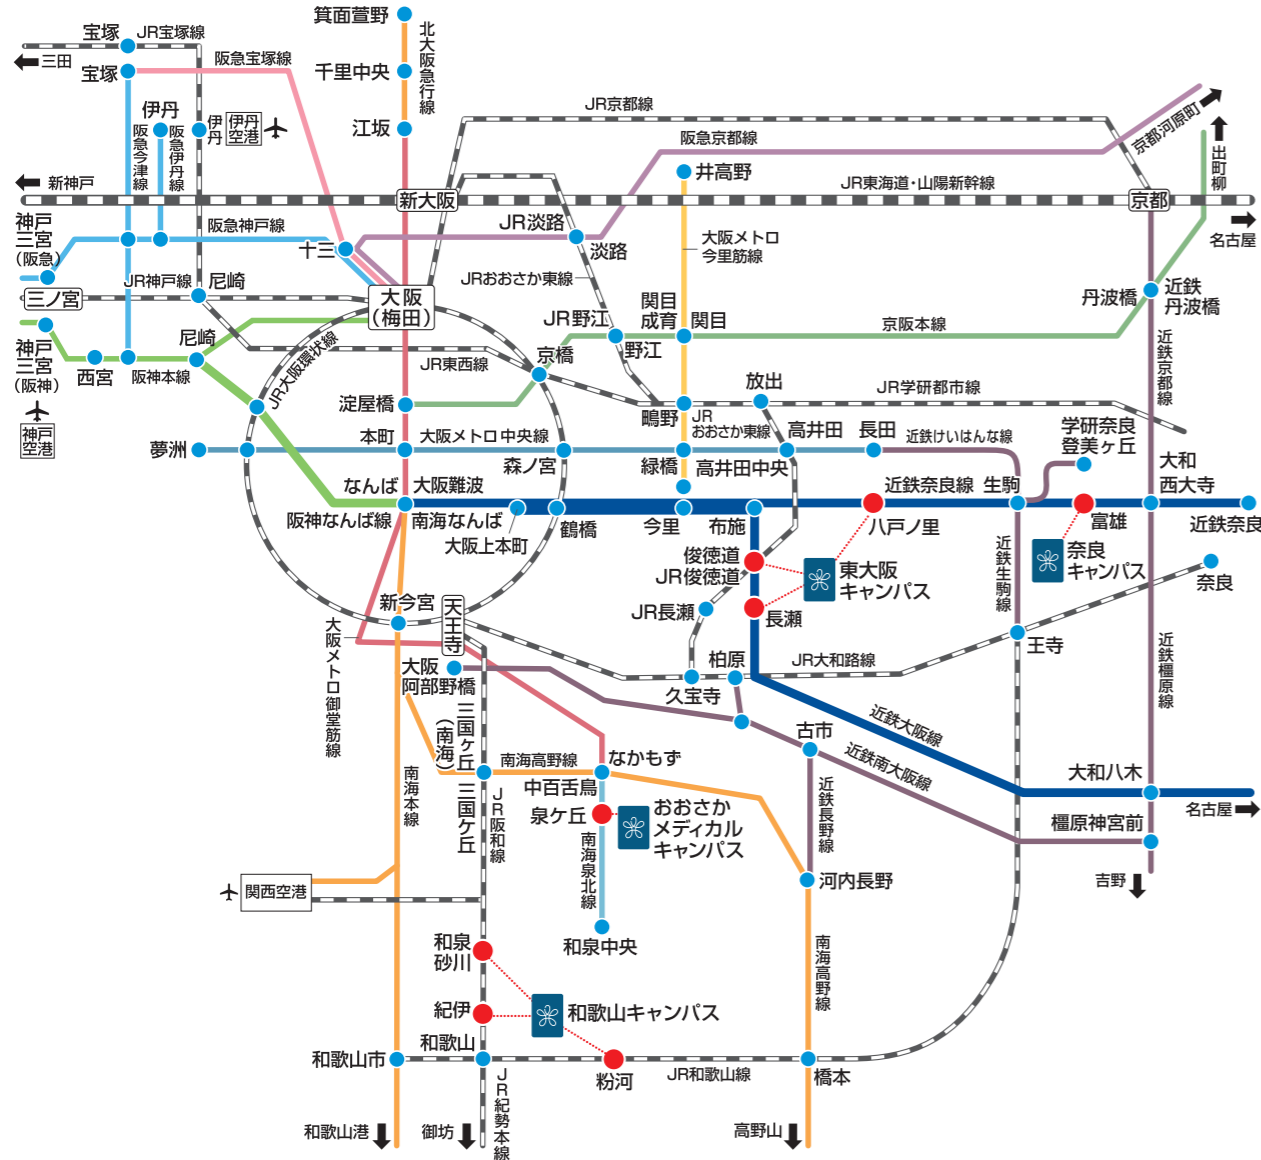 箕面萱野
宝塚
JR宝塚線
三田
宝塚
阪急宝塚線
千里中央
北大阪急行線
伊丹
伊丹
伊丹
空港
阪急今津線
阪急伊丹線
江坂
JR京都線
阪急京都線
京都河原町
出町柳
井高野
新神戸
新大阪
JR東海道・山陽新幹線
京都
名古屋
神戸
三宮
(阪急)
阪急神戸線
十三
JR淡路
淡路
大阪メトロ
今里筋線
JRおおさか東線
三ノ宮
JR神戸線
尼崎
大阪
(梅田)
丹波橋
近鉄
丹波橋
関目
成育
関目
JR野江
野江
京阪本線
神戸
三宮
(阪神)
神戸
空港
西宮
阪神本線
尼崎
JR大阪環状線
JR東西線
京橋
放出
JR学研都市線
近鉄京都線
淀屋橋
鴫野
JR
おおさか東線
夢洲
本町
大阪メトロ中央線
森ノ宮
緑橋
高井田
高井田中央
長田
近鉄けいはんな線
学研奈良
登美ヶ丘
大和
西大寺
なんば
大阪難波
阪神なんば線
南海なんば
大阪上本町
鶴橋
今里
布施
近鉄奈良線
八戸ノ里
生駒
富雄
近鉄奈良
俊徳道
JR俊徳道
東大阪
キャンパス
奈良
キャンパス
奈良
近鉄生駒線
新今宮
天王寺
JR長瀬
長瀬
王寺
大阪メトロ御堂筋線
大阪
阿部野橋
久宝寺
柏原
JR大和路線
近鉄橿原線
三国ヶ丘
(南海)
南海高野線
なかもず
中百舌鳥
古市
近鉄大阪線
近鉄南大阪線
大和八木
名古屋
南海本線
三国ケ丘
JR阪和線
泉ケ丘
おおさか
メディカル
キャンパス
南海泉北線
近鉄長野線
橿原神宮前
吉野
関西空港
河内長野
和泉中央
和泉
砂川
南海高野線
紀伊
和歌山キャンパス
和歌山市
和歌山
粉河
JR和歌山線
橋本
JR紀勢本線
和歌山港
御坊
高野山